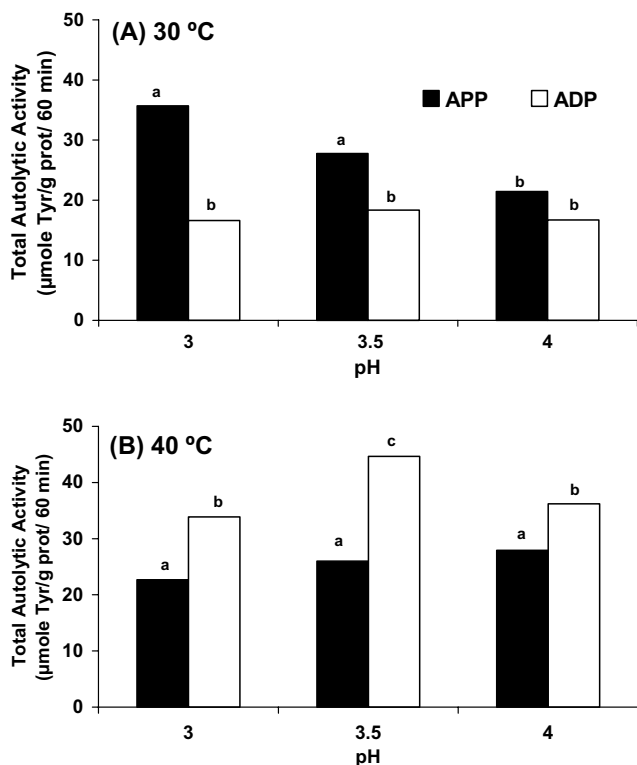 (A) 30 ºC
Total Autolytic Activity
(µmole Tyr/g prot/ 60 min)
50
40
30
20
10
0
a
b
a
b
b
b
APP
ADP
3
3.5
4
pH
(B) 40 ºC
Total Autolytic Activity
(µmole Tyr/g prot/ 60 min)
50
40
30
20
10
0
a
b
a
c
a
b
3
3.5
4
pH